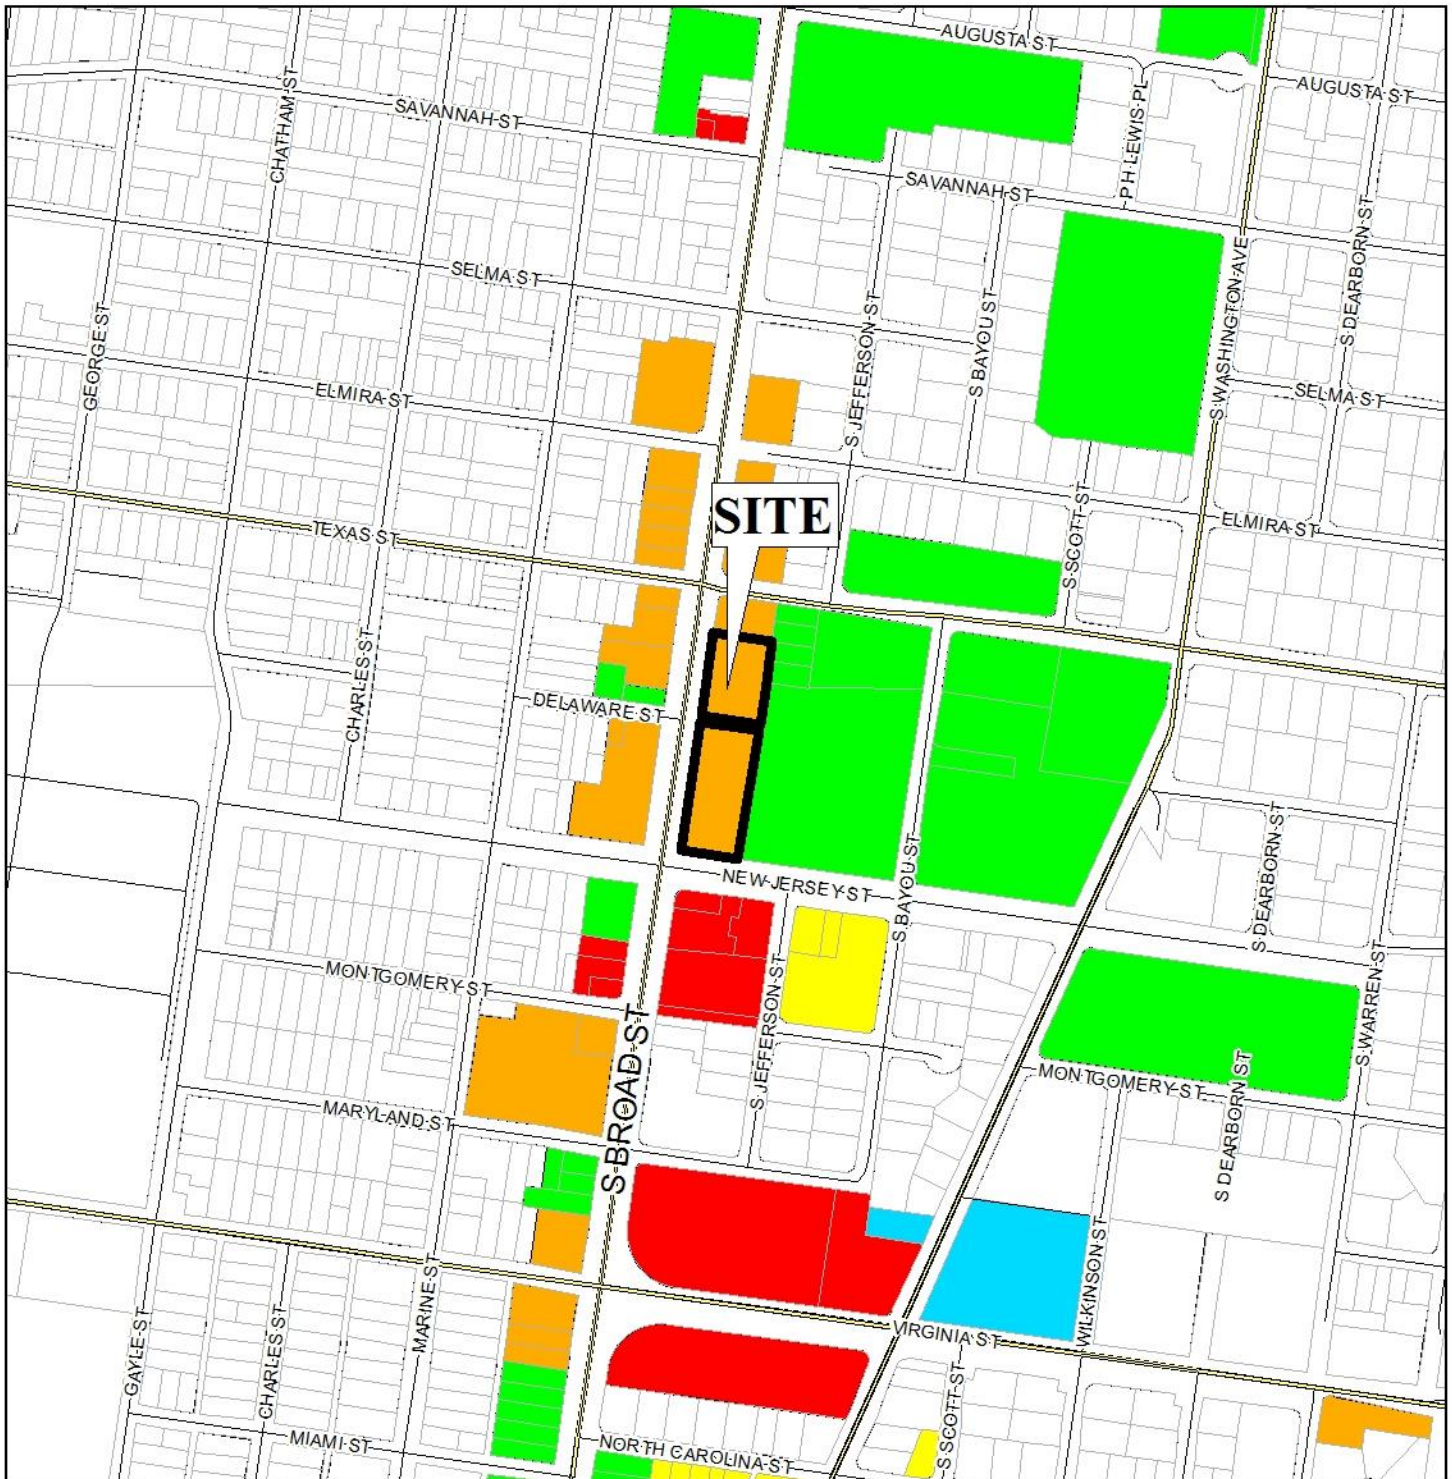 AUGUSTA ST
AUGUSTA ST
CHATHAM ST
SAVANNAH ST
P H LEWIS PL
SAVANNAH ST
S DEARBORN ST
S WASHINGTON AVE
SELMA ST
S JEFFERSON ST
S BAYOU ST
GEORGE ST
ELMIRA ST
SELMA ST
SITE
TEXAS ST
S SCOTT ST
ELMIRA ST
CHARLES ST
DELAWARE ST
S DEARBORN ST
S BAYOU ST
NEW JERSEY ST
S WARREN ST
MONTGOMERY ST
S JEFFERSON ST
S BROAD ST
MONTGOMERY ST
S DEARBORN ST
MARYLAND ST
WILKINSON ST
MARINE ST
GAYLE ST
CHARLES ST
VIRGINIA ST
S SCOTT ST
MIAMI ST
NORTH CAROLINA ST